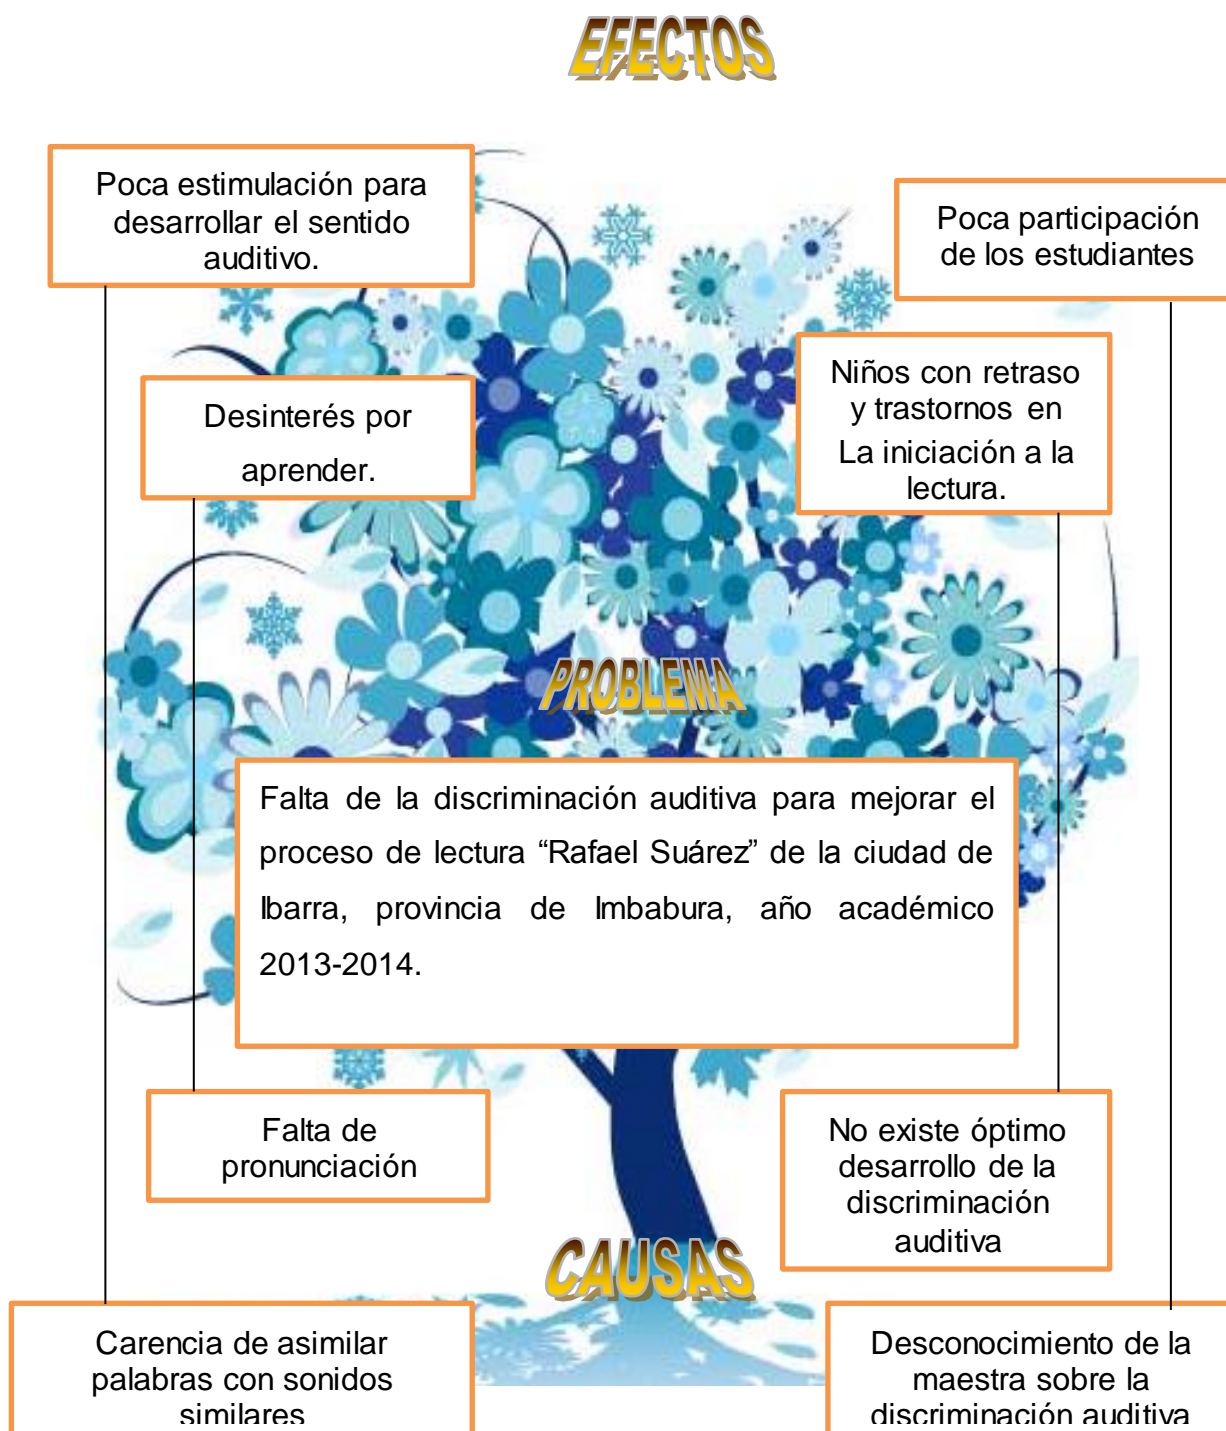 EFECTOS
Poca estimulación para
desarrollar el sentido
auditivo.
Poca participación
de los estudiantes
Desinterés por
aprender.
Niños con retraso
y trastornos en
La iniciación a la
lectura.
PROBLEMA
Falta de la discriminación auditiva para mejorar el
proceso de lectura “Rafael Suárez” de la ciudad de
Ibarra, provincia de Imbabura, año académico
2013-2014.
Falta de
pronunciación
No existe óptimo
desarrollo de la
discriminación
auditiva
CAUSAS
Carencia de asimilar
palabras con sonidos
similares
Desconocimiento de la
maestra sobre la
discriminación auditiva